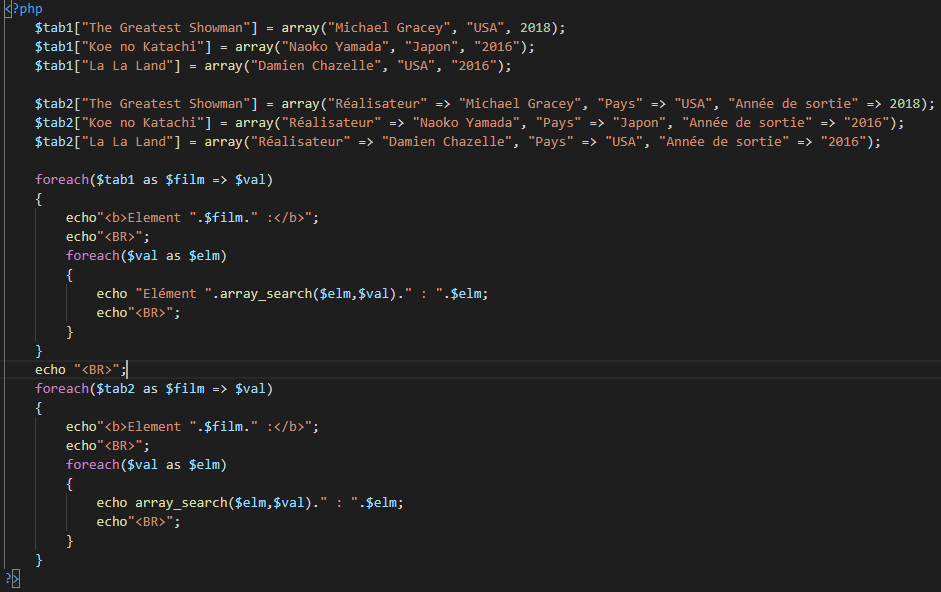 <?php
$tab1["The Greatest Showman"] = array("Michael Gracey", "USA", 2018);
$tab1["Koe no Katachi"] = array("Naoko Yamada", "Japon", "2016");
$tab1["La La Land"] = array("Damien Chazelle", "USA", "2016");
$tab2["The Greatest Showman"] = array("Réalisateur" => "Michael Gracey", "Pays" => "USA", "Année de sortie" => 2018);
$tab2["Koe no Katachi"] = array("Réalisateur" => "Naoko Yamada", "Pays" => "Japon", "Année de sortie" => "2016");
$tab2["La La Land"] = array("Réalisateur" => "Damien Chazelle", "Pays" => "USA", "Année de sortie" => "2016");
foreach($tab1 as $film => $val)
{
echo"<b>Element ".$film." :</b>";
echo"<BR>";
foreach($val as $elm)
{
echo "Elément ".array_search($elm,$val)." : ".$elm;
echo"<BR>";
}
}
echo "<BR>";
foreach($tab2 as $film => $val)
{
echo"<b>Element ".$film." :</b>";
echo"<BR>";
foreach($val as $elm)
{
echo array_search($elm,$val)." : ".$elm;
echo"<BR>";
}
}
?>